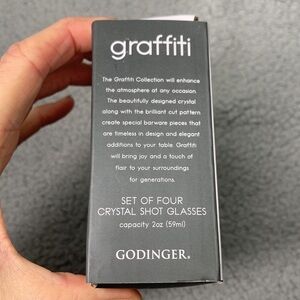 graffiti
The Graffiti Collection will enhance
the atmosphere at any occasion.
The beautifully designed crystal
along with the brilliant cut pattern
create special barware pieces that
are timeless in design and elegant
additions to your table. Graffiti
will bring joy and a touch of
flair to your surroundings
for generations.
SET OF FOUR
CRYSTAL SHOT GLASSES
capacity 2oz (59ml)
GODINGER®